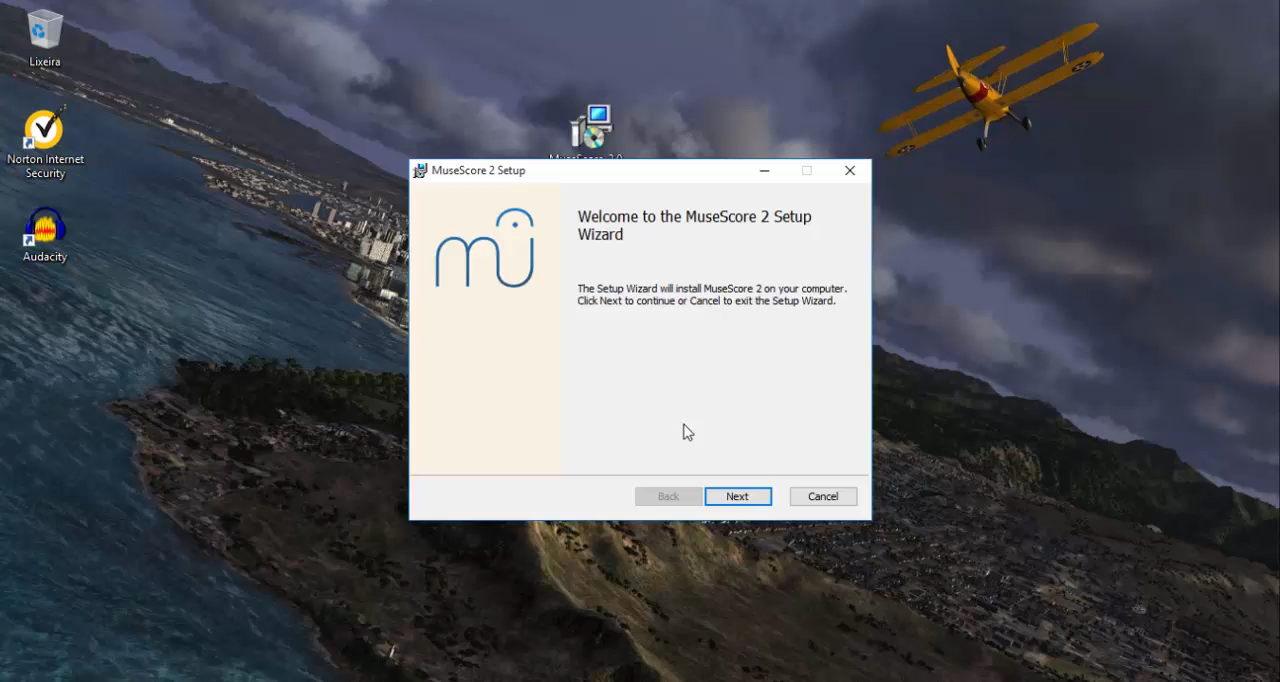 Lixeira
Norton Internet
Security
Audacity
MuseScore 2 Setup
Welcome to the MuseScore 2 Setup
Wizard
The Setup Wizard will install MuseScore 2 on your computer.
Click Next to continue or Cancel to exit the Setup Wizard.
Back
Next
Cancel